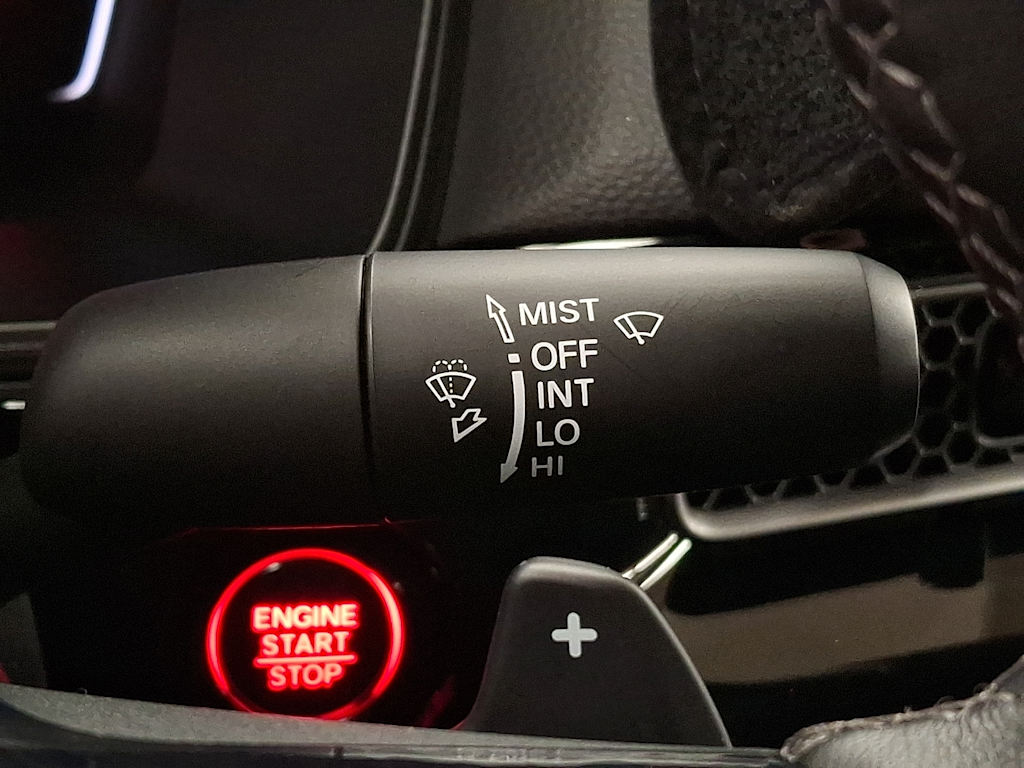 MIST
OFF
INT
LO
HI
ENGINE
START
STOP
+